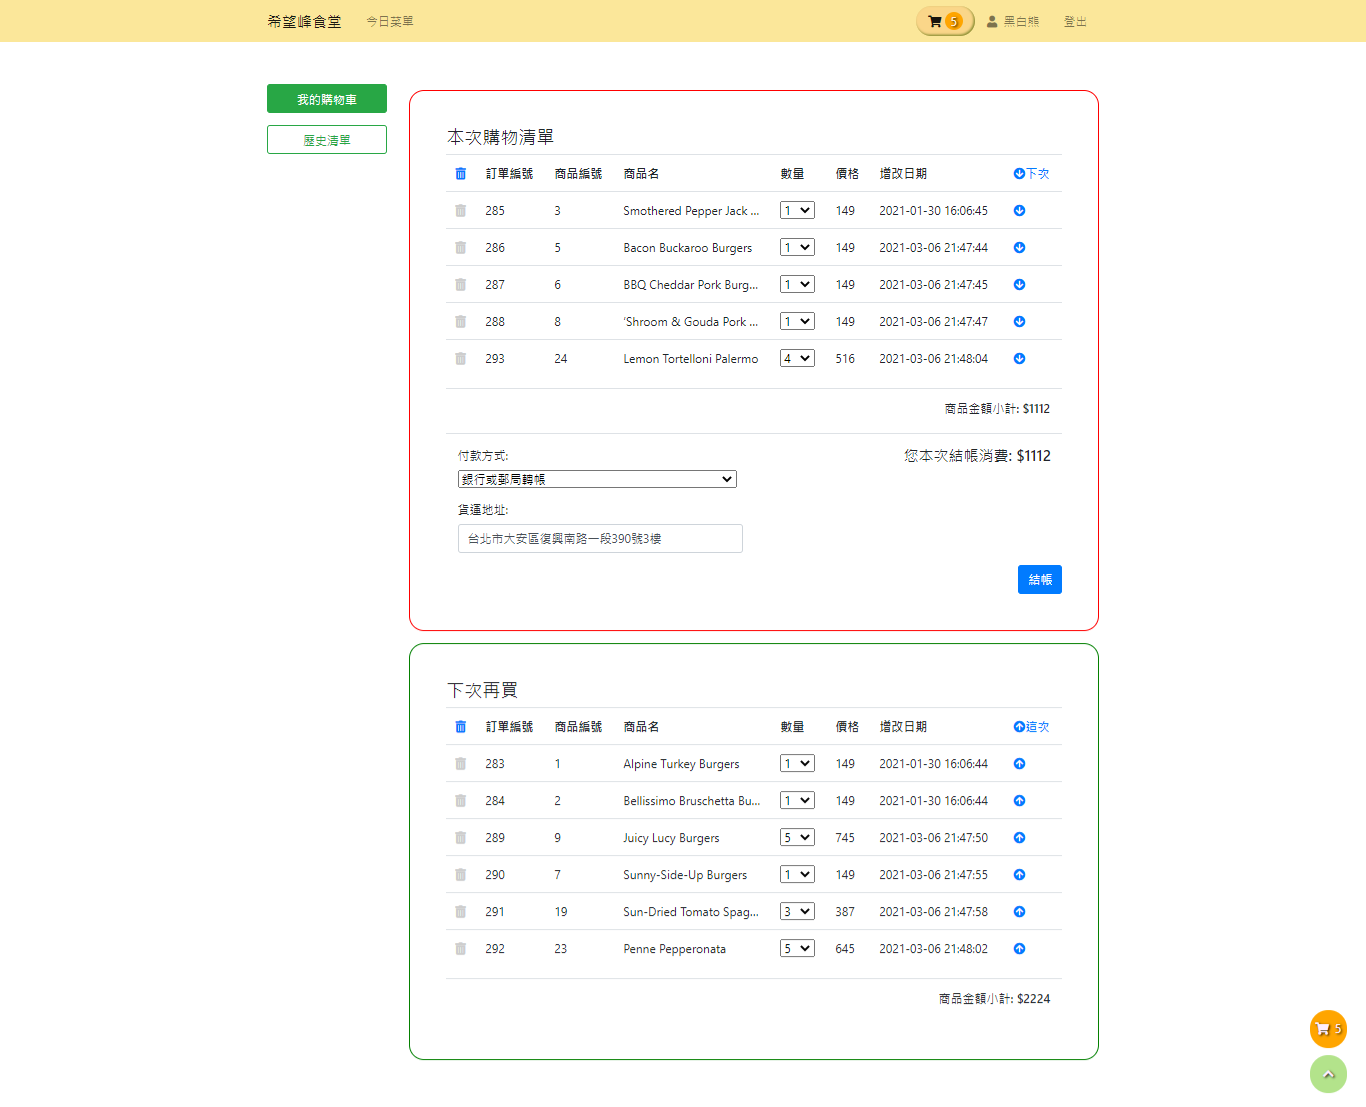 希望峰食堂 今日菜單 5 黑白熊 登出
我的購物車
歷史清單
本次購物清單
訂單編號 商品編號 商品名 數量 價格 增改日期 下次
285 3 Smothered Pepper Jack ... 1 149 2021-01-30 16:06:45
286 5 Bacon Buckaroo Burgers 1 149 2021-03-06 21:47:44
287 6 BBQ Cheddar Pork Burg... 1 149 2021-03-06 21:47:45
288 8 'Shroom & Gouda Pork ... 1 149 2021-03-06 21:47:47
293 24 Lemon Tortelloni Palermo 4 516 2021-03-06 21:48:04
商品金額小計: $1112
付款方式: 您本次結帳消費: $1112
銀行或郵局轉帳
貨運地址:
台北市大安區復興南路一段390號3樓
結帳
下次再買
訂單編號 商品編號 商品名 數量 價格 增改日期 這次
283 1 Alpine Turkey Burgers 1 149 2021-01-30 16:06:44
284 2 Bellissimo Bruschetta Bu... 1 149 2021-01-30 16:06:44
289 9 Juicy Lucy Burgers 5 745 2021-03-06 21:47:50
290 7 Sunny-Side-Up Burgers 1 149 2021-03-06 21:47:55
291 19 Sun-Dried Tomato Spag... 3 387 2021-03-06 21:47:58
292 23 Penne Pepperonata 5 645 2021-03-06 21:48:02
商品金額小計: $2224
5